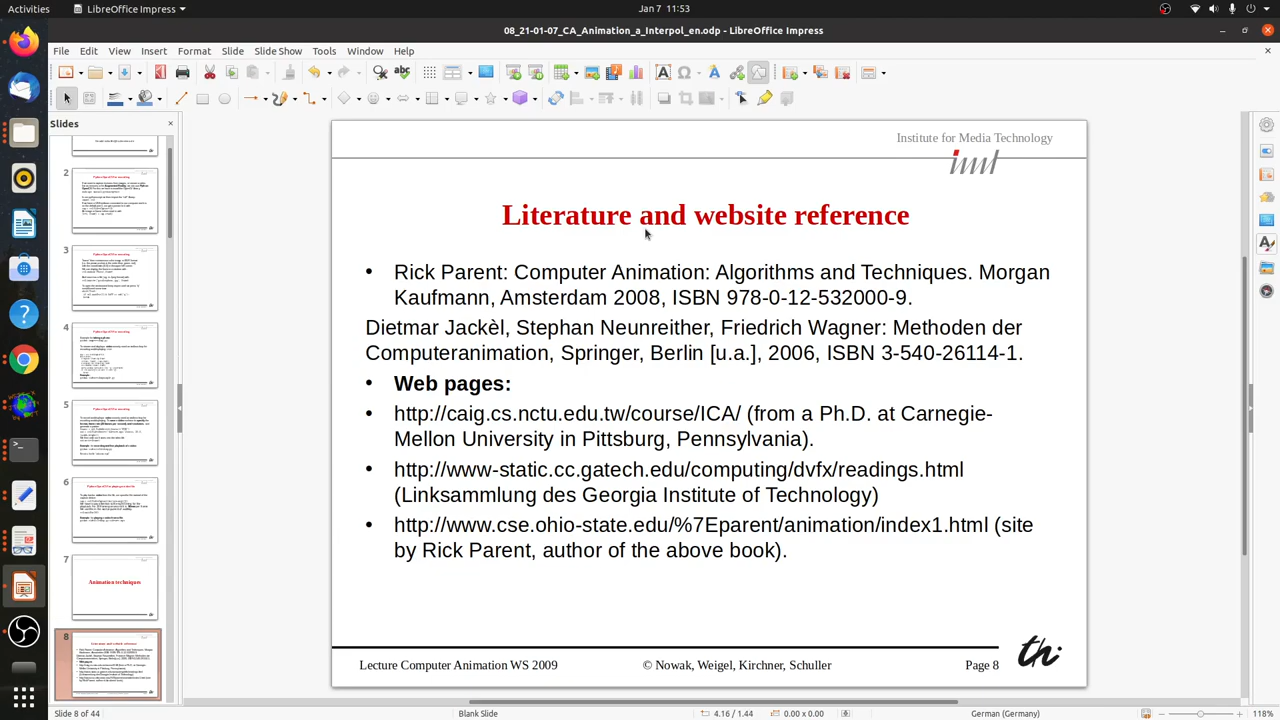 Activities
LibreOffice Impress
Jan 7 11:53
08_21-01-07_CA_Animation_a_Interpol_en.odp - LibreOffice Impress
File Edit View Insert Format Slide Slide Show Tools Window Help
Slides
2
3
4
5
6
7
Animation techniques
8
Institute for Media Technology
imt
Literature and website reference
• Rick Parent: Computer Animation: Algorithms and Techniques. Morgan
Kaufmann, Amsterdam 2008, ISBN 978-0-12-532000-9.
Dietmar Jackèl, Stephan Neunreither, Friedrich Wagner: Methoden der
Computeranimation, Springer, Berlin [u.a.], 2006, ISBN 3-540-26114-1.
• Web pages:
• http://caig.cs.nctu.edu.tw/course/ICA/ (from a Ph.D. at Carnegie-
Mellon University in Pittsburg, Pennsylvania).
• http://www-static.cc.gatech.edu/computing/dvfx/readings.html
(Linksammlung des Georgia Institute of Technology)
• http://www.cse.ohio-state.edu/%7Eparent/animation/index1.html (site
by Rick Parent, author of the above book).
Lecture Computer Animation WS 2009
© Nowak, Weigel, Kirchner, Schuller
Page 8
th
Slide 8 of 44
Blank Slide
4.16 / 1.44
0.00 x 0.00
German (Germany)
118%